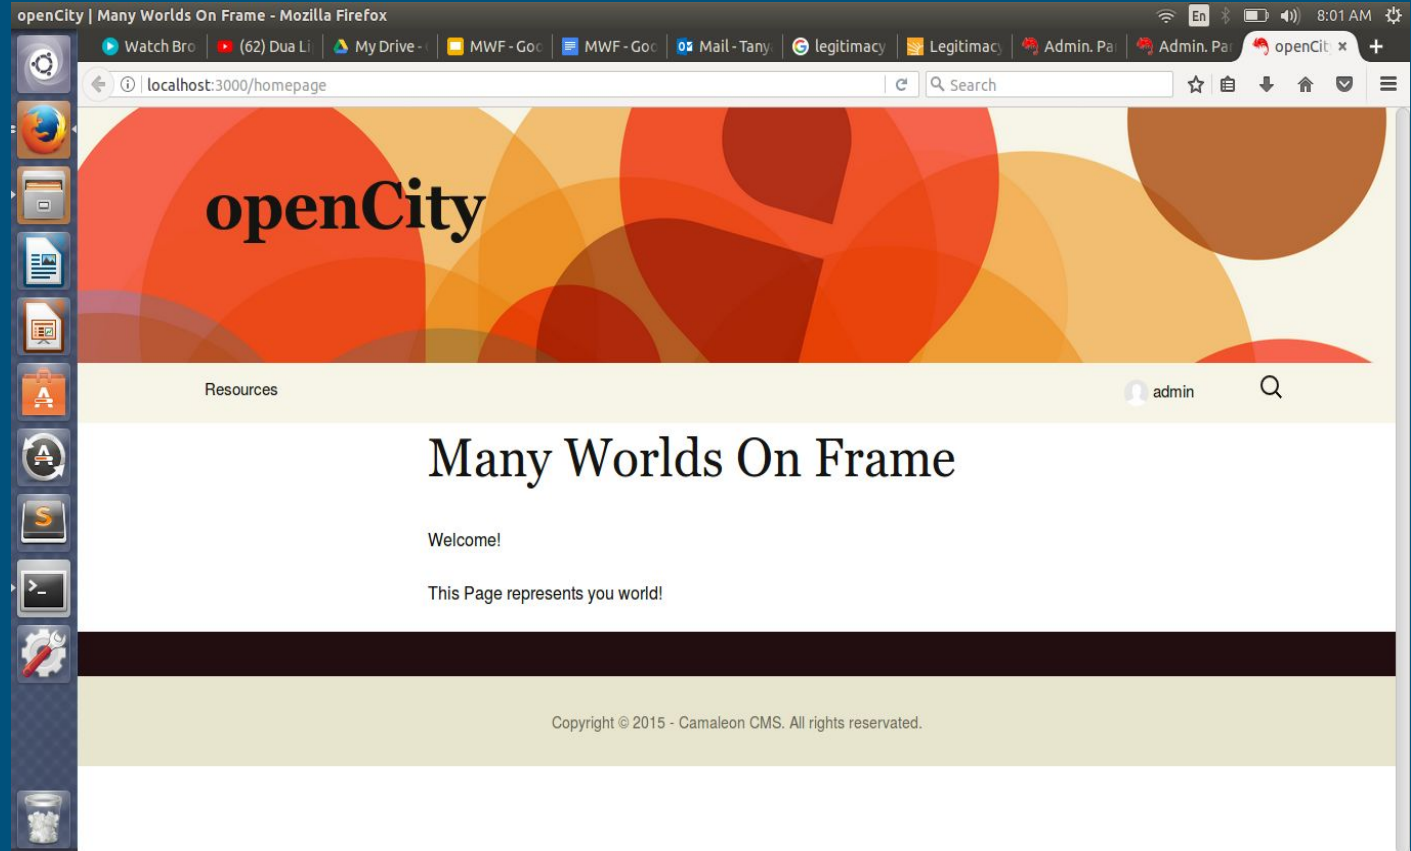 openCity | Many Worlds On Frame - Mozilla Firefox
En
8:01 AM
Watch Bro
(62) Dua Li
My Drive -
MWF - Goo
MWF - Goo
Mail - Tany
legitimacy
Legitimacy
Admin. Pa
Admin. Par
openCit
localhost:3000/homepage
Search
openCity
Resources
admin
Many Worlds On Frame
Welcome!
This Page represents you world!
Copyright © 2015 - Camaleon CMS. All rights reservated.